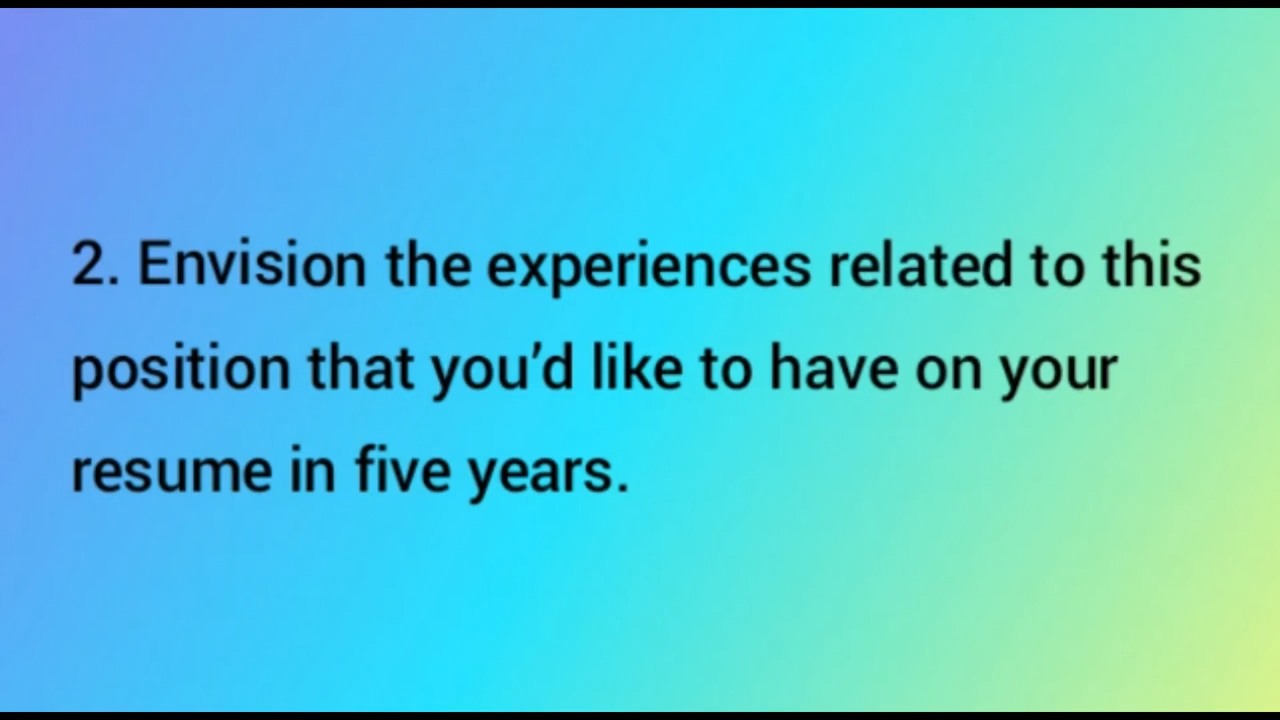 2. Envision the experiences related to this
position that you’d like to have on your
resume in five years.